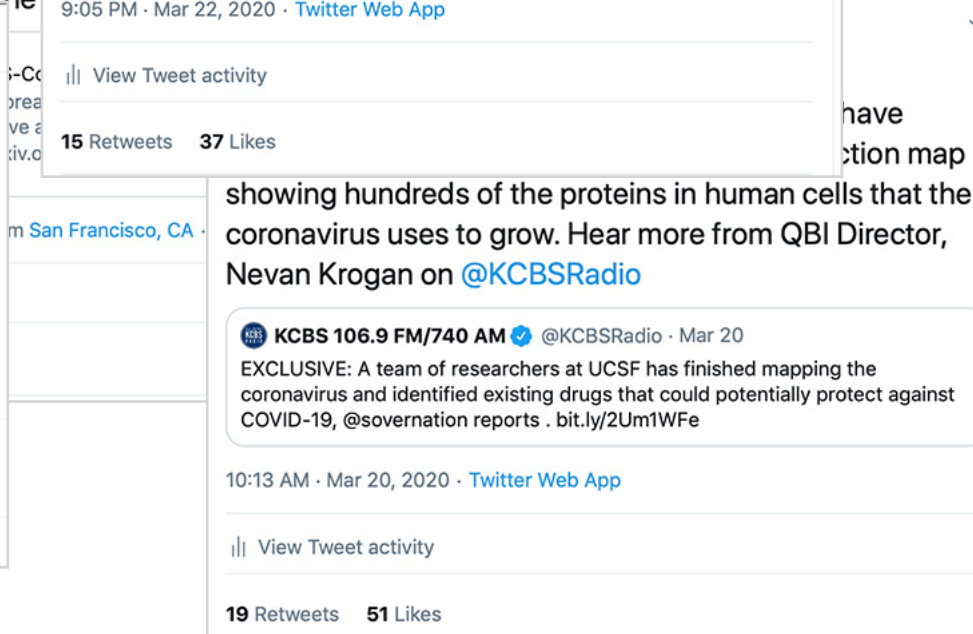 9:05 PM · Mar 22, 2020 · Twitter Web App
View Tweet activity
15 Retweets 37 Likes
San Francisco, CA ·
have
map
showing hundreds of the proteins in human cells that the
coronavirus uses to grow. Hear more from QBI Director,
Nevan Krogan on @KCBSRadio
KCBS 106.9 FM/740 AM @KCBSRadio · Mar 20
EXCLUSIVE: A team of researchers at UCSF has finished mapping the
coronavirus and identified existing drugs that could potentially protect against
COVID-19, @sovernation reports . bit.ly/2Um1WFe
10:13 AM · Mar 20, 2020 · Twitter Web App
View Tweet activity
19 Retweets 51 Likes